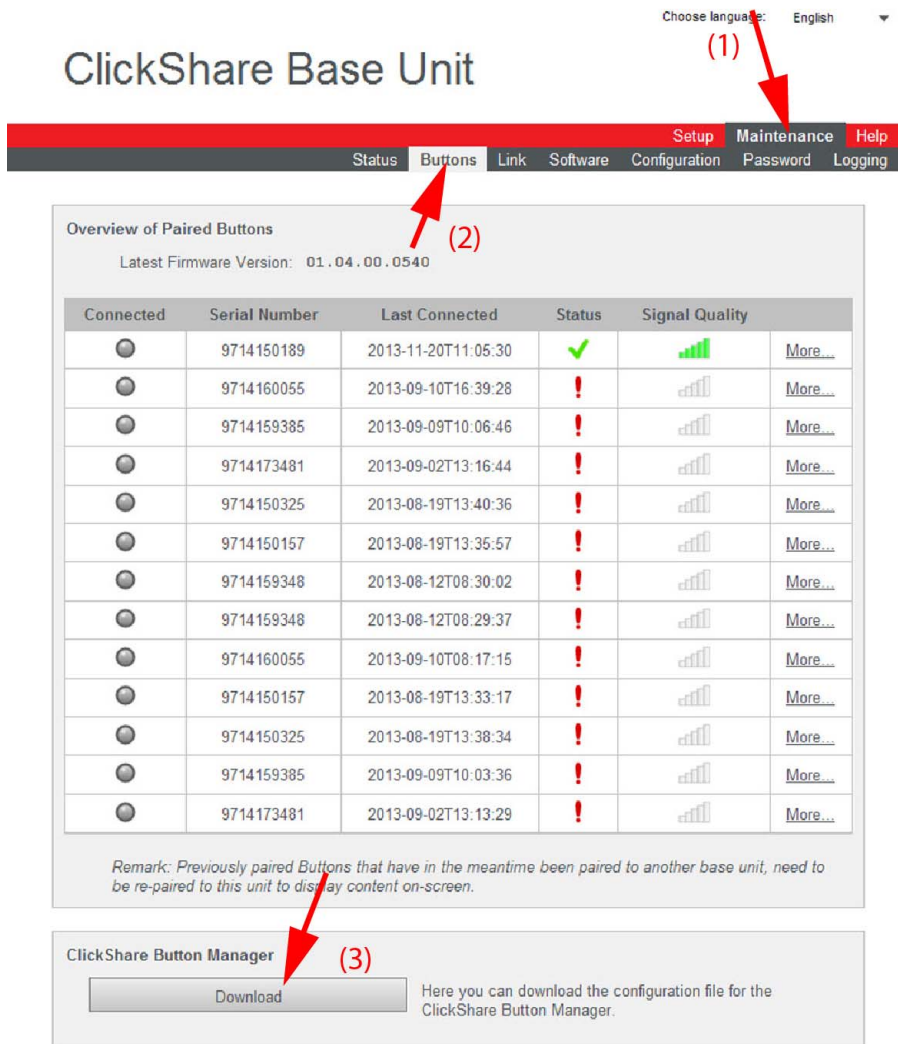 Choose language: English
(1)
ClickShare Base Unit
Setup Maintenance Help
Status Buttons Link Software Configuration Password Logging
(2)
Overview of Paired Buttons
Latest Firmware Version: 01.04.00.0540
Connected Serial Number Last Connected Status Signal Quality
9714150189 2013-11-20T11:05:30 More...
9714160055 2013-09-10T16:39:28 More...
9714159385 2013-09-09T10:06:46 More...
9714173481 2013-09-02T13:16:44 More...
9714150325 2013-08-19T13:40:36 More...
9714150157 2013-08-19T13:35:57 More...
9714159348 2013-08-12T08:30:02 More...
9714159348 2013-08-12T08:29:37 More...
9714160055 2013-09-10T08:17:15 More...
9714150157 2013-08-19T13:33:17 More...
9714150325 2013-08-19T13:38:34 More...
9714159385 2013-09-09T10:03:36 More...
9714173481 2013-09-02T13:13:29 More...
Remark: Previously paired Buttons that have in the meantime been paired to another base unit, need to
be re-paired to this unit to display content on-screen.
ClickShare Button Manager
(3)
Download
Here you can download the configuration file for the
ClickShare Button Manager.